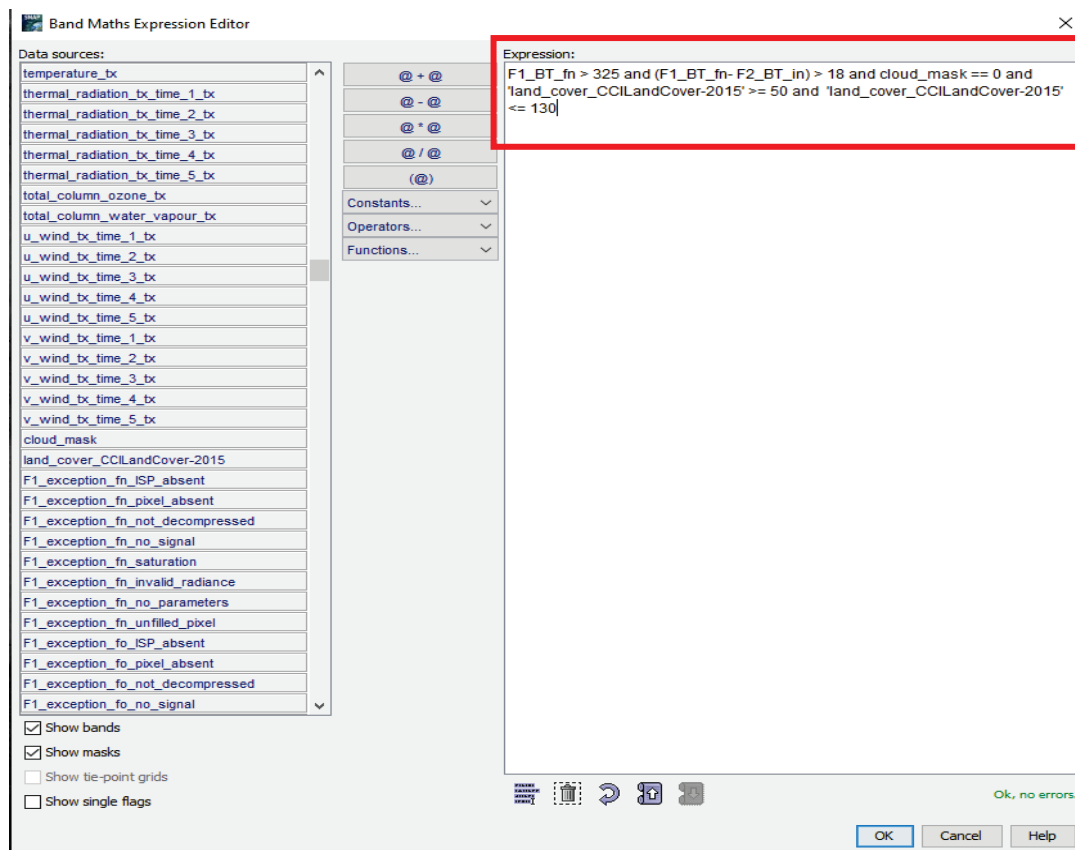 SNAP
Band Maths Expression Editor
Data sources:
temperature_tx
thermal_radiation_tx_time_1_tx
thermal_radiation_tx_time_2_tx
thermal_radiation_tx_time_3_tx
thermal_radiation_tx_time_4_tx
thermal_radiation_tx_time_5_tx
total_column_ozone_tx
total_column_water_vapour_tx
u_wind_tx_time_1_tx
u_wind_tx_time_2_tx
u_wind_tx_time_3_tx
u_wind_tx_time_4_tx
u_wind_tx_time_5_tx
v_wind_tx_time_1_tx
v_wind_tx_time_2_tx
v_wind_tx_time_3_tx
v_wind_tx_time_4_tx
v_wind_tx_time_5_tx
cloud_mask
land_cover_CCILandCover-2015
F1_exception_fn_ISP_absent
F1_exception_fn_pixel_absent
F1_exception_fn_not_decompressed
F1_exception_fn_no_signal
F1_exception_fn_saturation
F1_exception_fn_invalid_radiance
F1_exception_fn_no_parameters
F1_exception_fn_unfilled_pixel
F1_exception_fo_ISP_absent
F1_exception_fo_pixel_absent
F1_exception_fo_not_decompressed
F1_exception_fo_no_signal
Show bands
Show masks
Show tie-point grids
Show single flags
@ + @
@ - @
@ * @
@ / @
(@)
Constants...
Operators...
Functions...
Expression:
F1_BT_fn > 325 and (F1_BT_fn- F2_BT_in) > 18 and cloud_mask == 0 and
'land_cover_CCILandCover-2015' >= 50 and 'land_cover_CCILandCover-2015'
<= 130
Ok, no errors.
OK
Cancel
Help